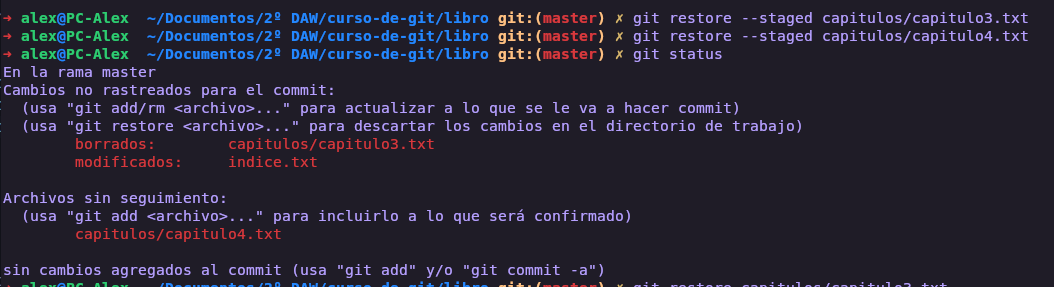 ➜ alex@PC-Alex ~/Documentos/2º DAW/curso-de-git/libro git:(master) ✗ git restore --staged capitulos/capitulo3.txt
➜ alex@PC-Alex ~/Documentos/2º DAW/curso-de-git/libro git:(master) ✗ git restore --staged capitulos/capitulo4.txt
➜ alex@PC-Alex ~/Documentos/2º DAW/curso-de-git/libro git:(master) ✗ git status
En la rama master
Cambios no rastreados para el commit:
  (usa "git add/rm <archivo>..." para actualizar a lo que se le va a hacer commit)
  (usa "git restore <archivo>..." para descartar los cambios en el directorio de trabajo)
        borrados:        capitulos/capitulo3.txt
        modificados:     indice.txt

Archivos sin seguimiento:
  (usa "git add <archivo>..." para incluirlo a lo que será confirmado)
        capitulos/capitulo4.txt

sin cambios agregados al commit (usa "git add" y/o "git commit -a")
➜ alex@PC-Alex ~/Documentos/2º DAW/curso-de-git/libro git:(master) ✗ git restore capitulos/capitulo3.txt